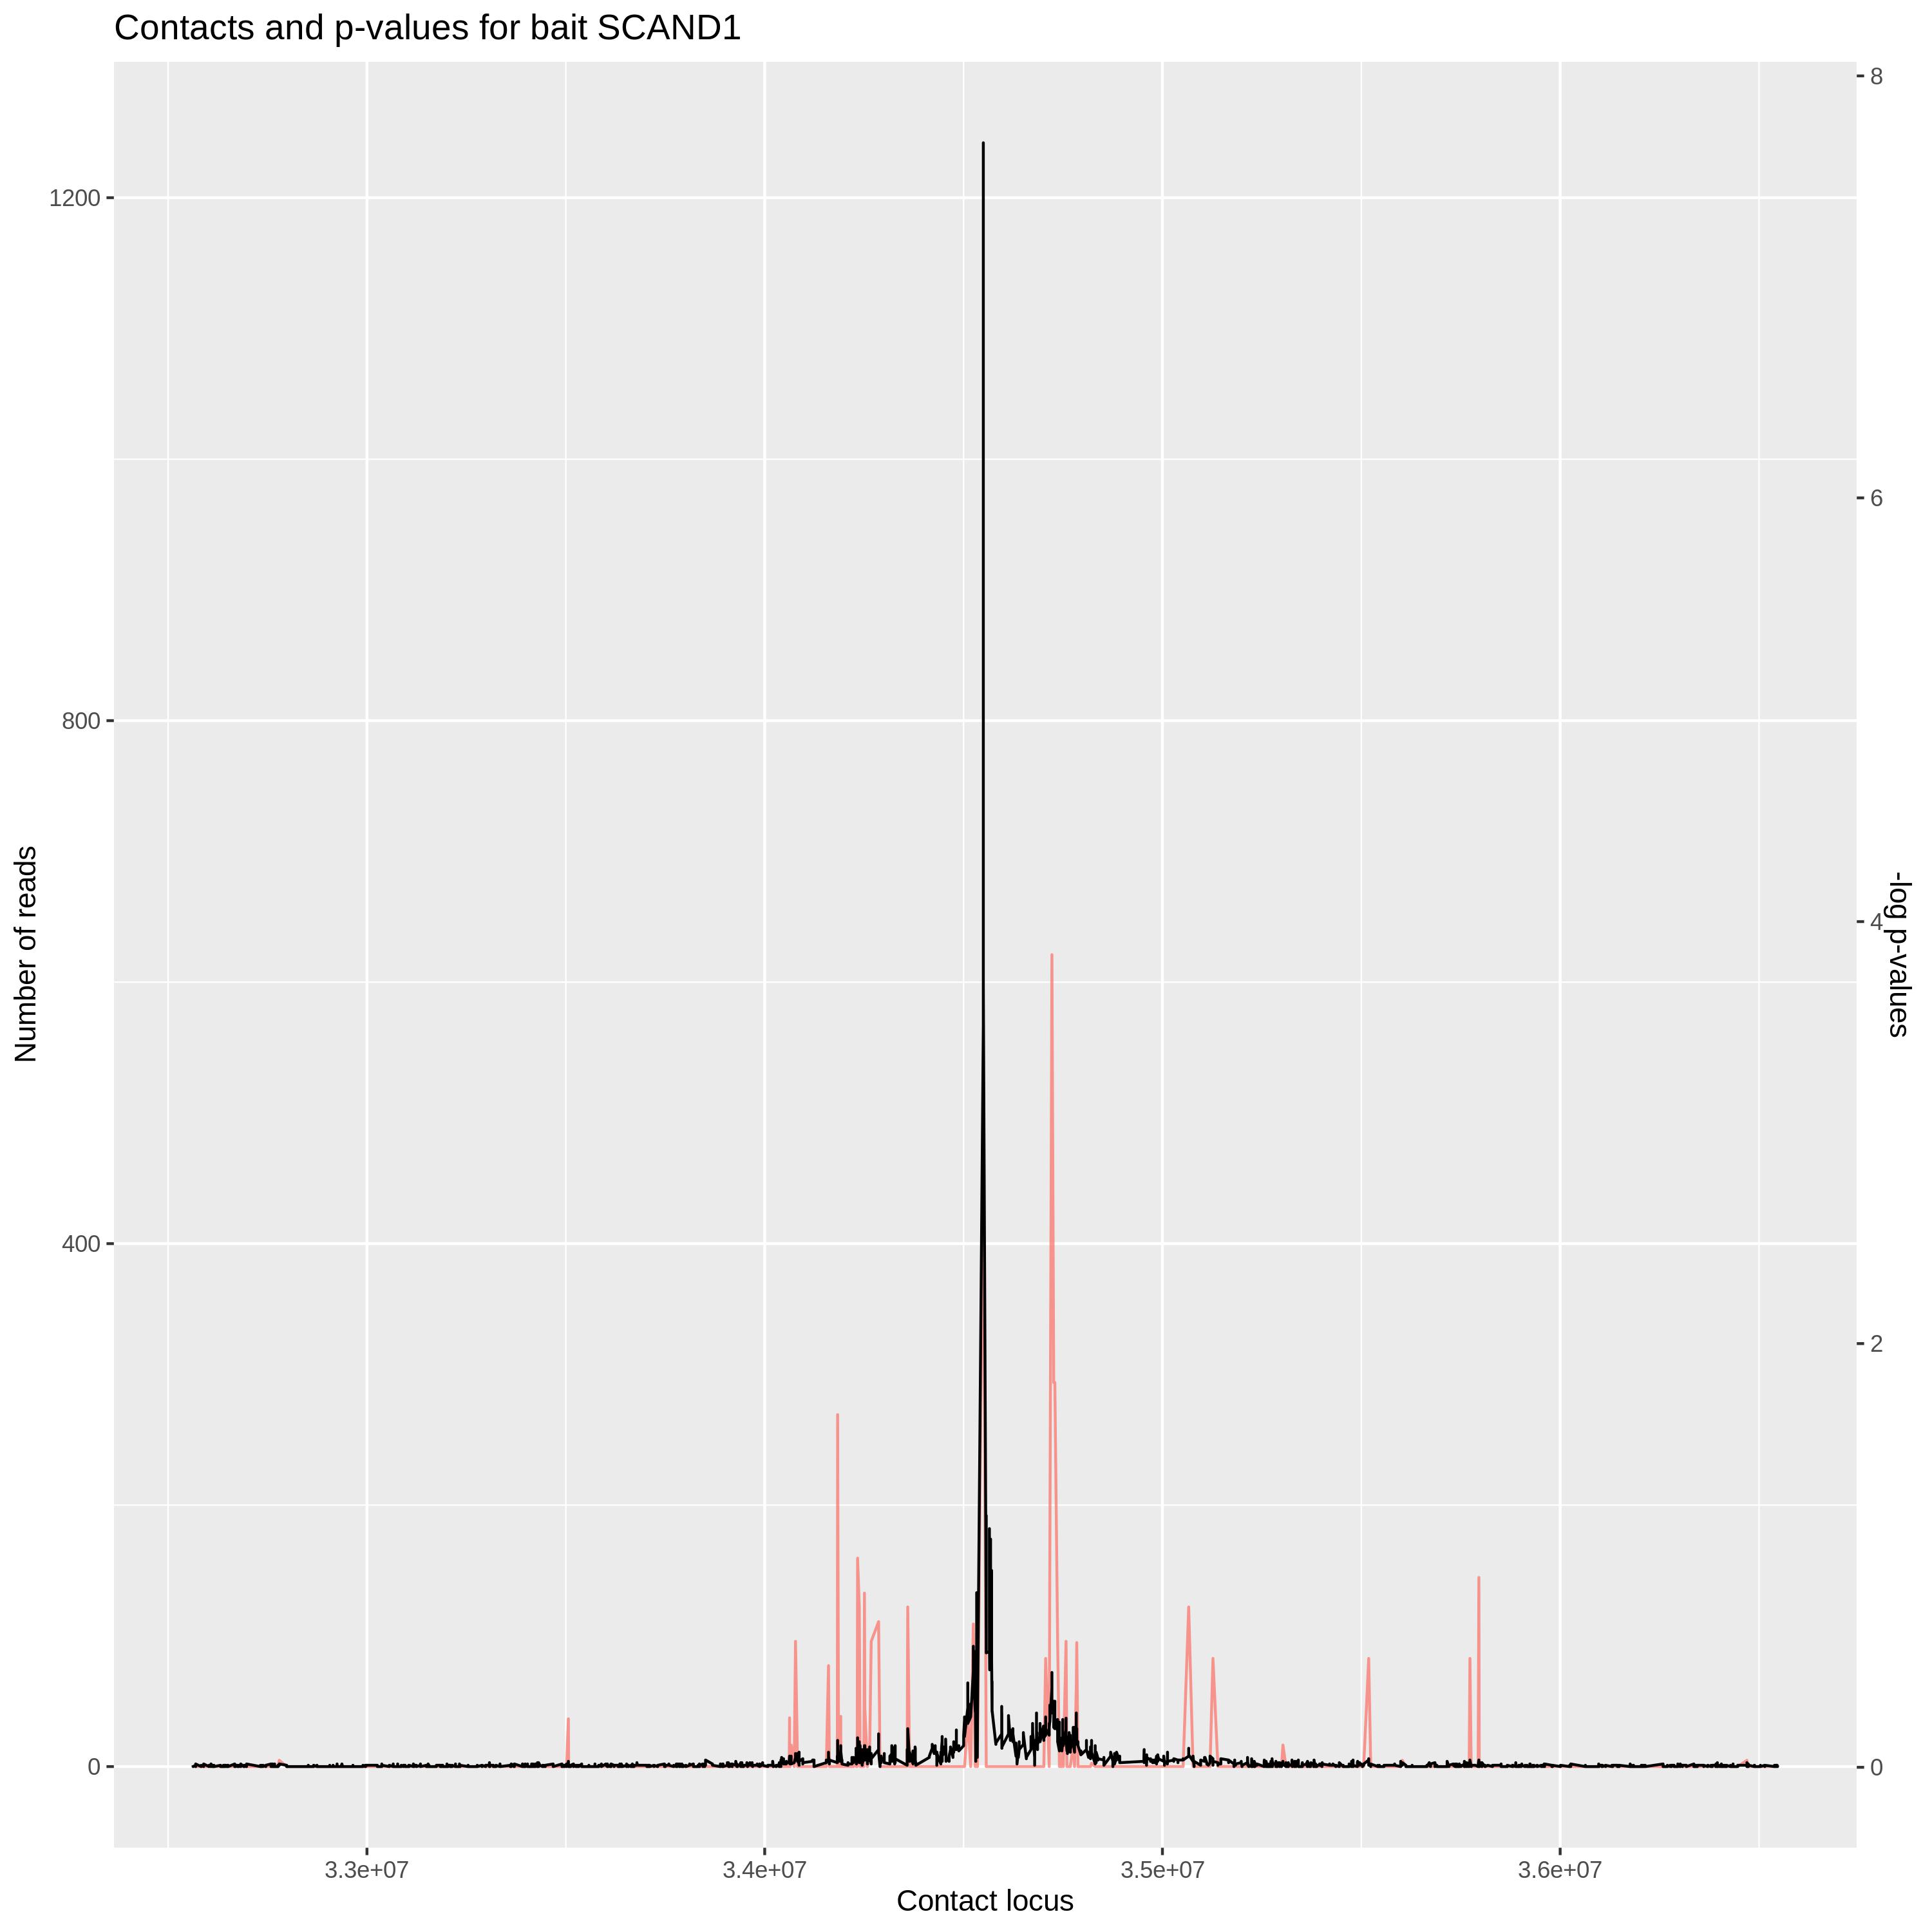 Contacts and p-values for bait SCAND1
8
1200
6
800
Number of reads
4
-log p-values
400
2
0
0
3.3e+07 3.4e+07 3.5e+07 3.6e+07
Contact locus